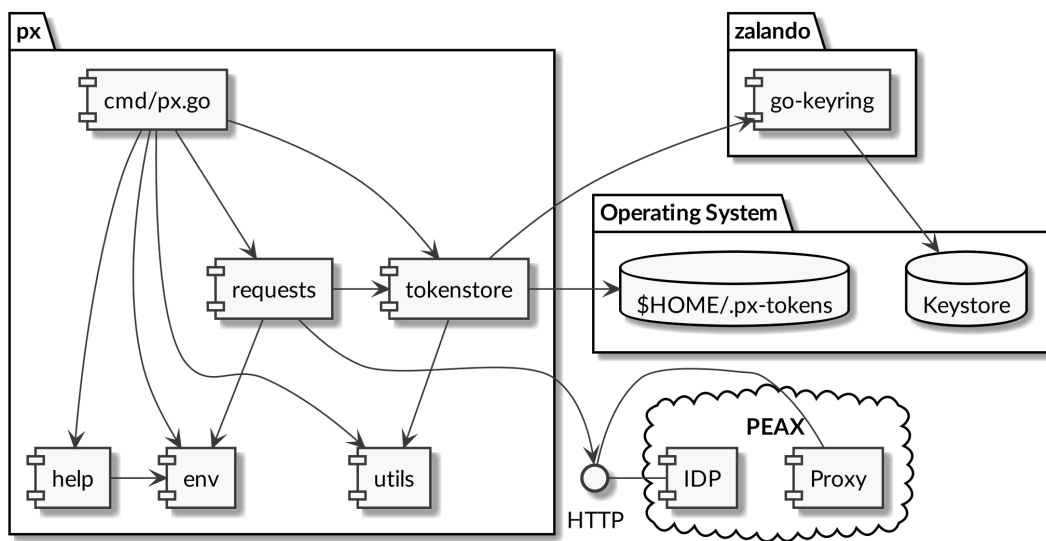 px
zalando
cmd/px.go
go-keyring
Operating System
requests
tokenstore
$HOME/.px-tokens
Keystore
PEAX
help
env
utils
IDP
Proxy
HTTP